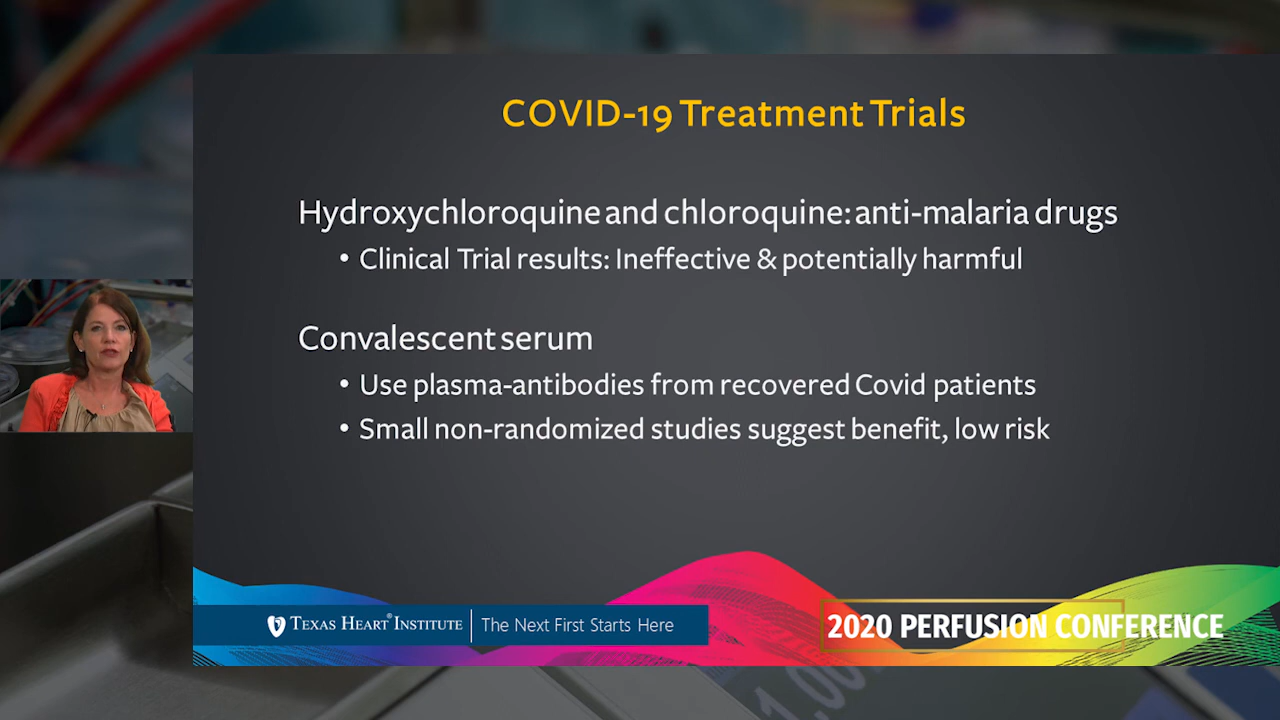 COVID-19 Treatment Trials
Hydroxychloroquine and chloroquine: anti-malaria drugs
• Clinical Trial results: Ineffective & potentially harmful
Convalescent serum
• Use plasma-antibodies from recovered Covid patients
• Small non-randomized studies suggest benefit, low risk
TEXAS HEART® INSTITUTE | The Next First Starts Here
2020 PERFUSION CONFERENCE